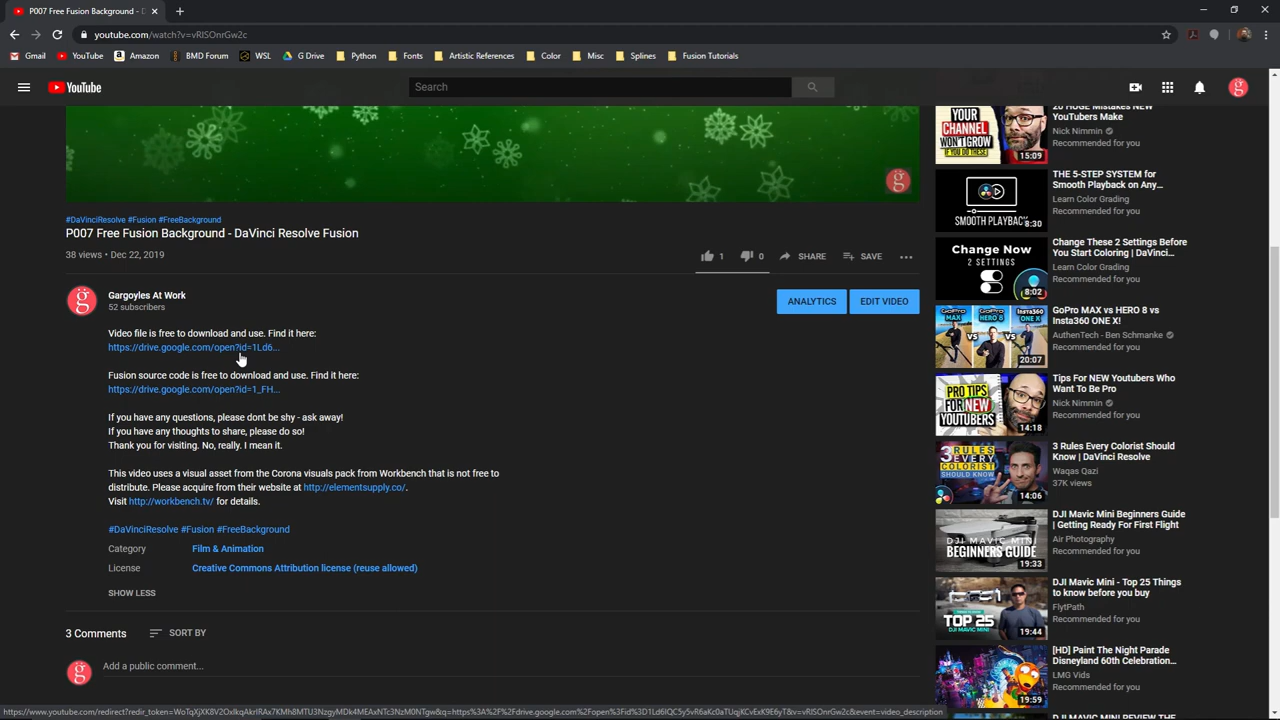 P007 Free Fusion Background - D
youtube.com/watch?v=vRlSOnrGw2c
Gmail YouTube Amazon BMD Forum WSL G Drive Python Fonts Artistic References Color Misc Splines Fusion Tutorials
YouTube
Search
#DaVinciResolve #Fusion #FreeBackground
P007 Free Fusion Background - DaVinci Resolve Fusion
38 views • Dec 22, 2019
1 0 SHARE SAVE
Gargoyles At Work
52 subscribers
ANALYTICS EDIT VIDEO
Video file is free to download and use. Find it here:
https://drive.google.com/open?id=1Ld6...
Fusion source code is free to download and use. Find it here:
https://drive.google.com/open?id=1_FH...
If you have any questions, please dont be shy - ask away!
If you have any thoughts to share, please do so!
Thank you for visiting. No, really. I mean it.
This video uses a visual asset from the Corony visuals pack from Workbench that is not free to
distribute. Please acquire from their website at http://elementsupply.co/.
Visit http://workbench.tv/ for details.
#DaVinciResolve #Fusion #FreeBackground
Category Film & Animation
License Creative Commons Attribution license (reuse allowed)
SHOW LESS
3 Comments SORT BY
Add a public comment...
YOUR
CHANNEL
WON'T GROW
IF YOU DO THESE!
15:09
20 HUGE Mistakes NEW
YouTubers Make
Nick Nimmin
Recommended for you
SMOOTH PLAYBACK
8:30
THE 5-STEP SYSTEM for
Smooth Playback on Any...
Learn Color Grading
Recommended for you
Change Now
2 SETTINGS
8:02
Change These 2 Settings Before
You Start Coloring | DaVinci...
Learn Color Grading
Recommended for you
GoPro MAX VS HERO 8 VS Insta360 ONE X
20:07
GoPro MAX vs HERO 8 vs
Insta360 ONE X!
AuthenTech - Ben Schmanke
Recommended for you
PRO TIPS
FOR NEW
YOUTUBERS
14:18
Tips For NEW Youtubers Who
Want To Be Pro
Nick Nimmin
Recommended for you
3 RULES
EVERY
COLORIST
SHOULD KNOW
14:06
3 Rules Every Colorist Should
Know | DaVinci Resolve
Waqas Qazi
37K views
DJI MAVIC MINI
BEGINNERS GUIDE
19:33
DJI Mavic Mini Beginners Guide
| Getting Ready For First Flight
Air Photography
Recommended for you
TOP 25
19:44
DJI Mavic Mini - Top 25 Things
to know before you buy
FlytPath
Recommended for you
19:59
[HD] Paint The Night Parade
Disneyland 60th Celebration...
LMG Vids
Recommended for you